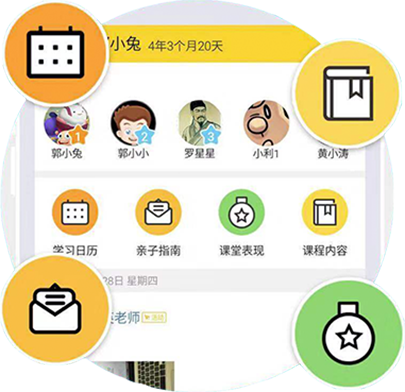 小兔 4年3个月20天
1 2 3
郭小兔 郭小小 罗星星 小利1 黄小涛
学习日历 亲子指南 课堂表现 课程内容
28日 星期四
老师 活动